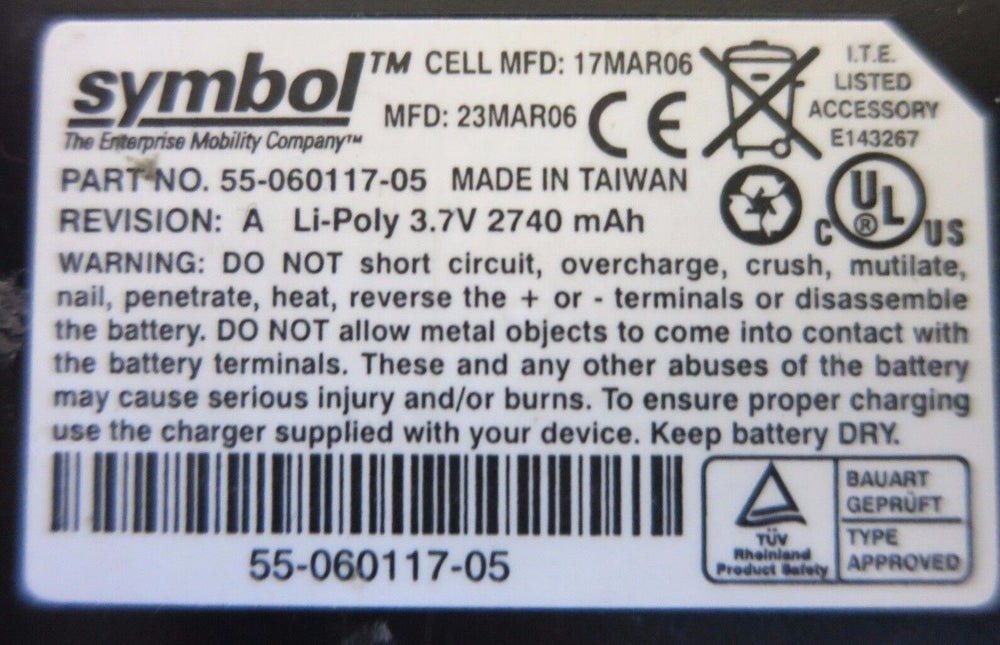 symbol™ CELL MFD: 17MAR06
The Enterprise Mobility Company™
MFD: 23MAR06
CE
I.T.E.
LISTED
ACCESSORY
E143267
PART NO. 55-060117-05 MADE IN TAIWAN
REVISION: A Li-Poly 3.7V 2740 mAh
C UL® US
WARNING: DO NOT short circuit, overcharge, crush, mutilate,
nail, penetrate, heat, reverse the + or - terminals or disassemble
the battery. DO NOT allow metal objects to come into contact with
the battery terminals. These and any other abuses of the battery
may cause serious injury and/or burns. To ensure proper charging
use the charger supplied with your device. Keep battery DRY.
55-060117-05
TÜV
Rheinland
Product Safety
BAUART
GEPRÜFT
TYPE
APPROVED